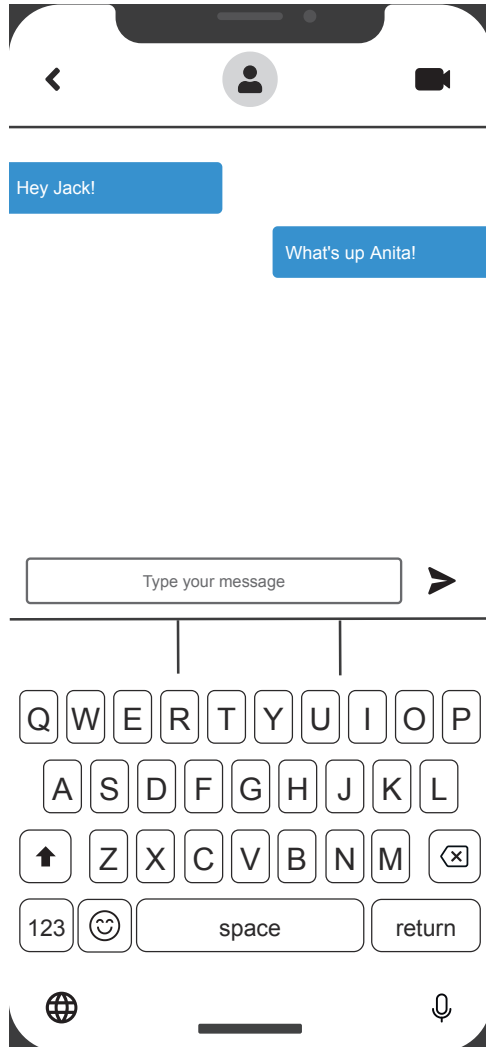 Hey Jack!
What's up Anita!
Type your message
Q W E R T Y U I O P
A S D F G H J K L
Z X C V B N M
123 space return